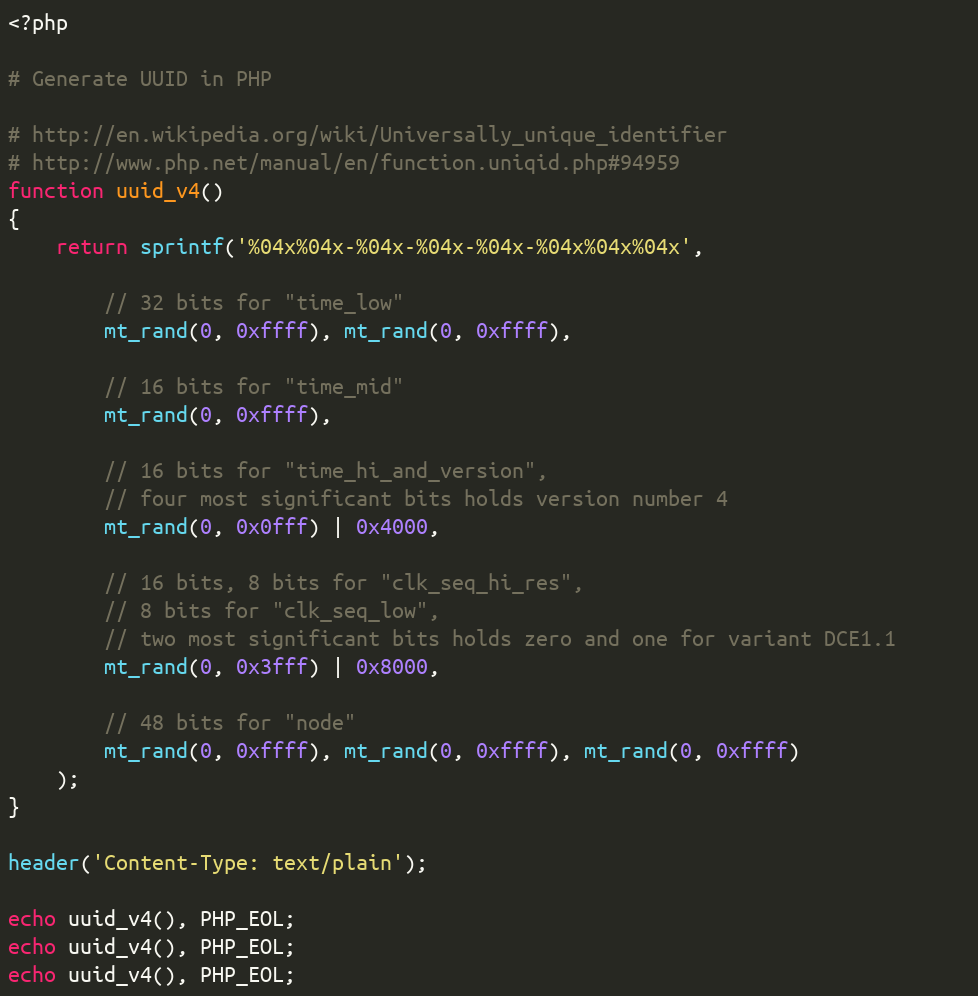 <?php
# Generate UUID in PHP
# http://en.wikipedia.org/wiki/Universally_unique_identifier
# http://www.php.net/manual/en/function.uniqid.php#94959
function uuid_v4()
{
    return sprintf('%04x%04x-%04x-%04x-%04x-%04x%04x%04x',
        // 32 bits for "time_low"
        mt_rand(0, 0xffff), mt_rand(0, 0xffff),
        // 16 bits for "time_mid"
        mt_rand(0, 0xffff),
        // 16 bits for "time_hi_and_version",
        // four most significant bits holds version number 4
        mt_rand(0, 0x0fff) | 0x4000,
        // 16 bits, 8 bits for "clk_seq_hi_res",
        // 8 bits for "clk_seq_low",
        // two most significant bits holds zero and one for variant DCE1.1
        mt_rand(0, 0x3fff) | 0x8000,
        // 48 bits for "node"
        mt_rand(0, 0xffff), mt_rand(0, 0xffff), mt_rand(0, 0xffff)
    );
}
header('Content-Type: text/plain');
echo uuid_v4(), PHP_EOL;
echo uuid_v4(), PHP_EOL;
echo uuid_v4(), PHP_EOL;